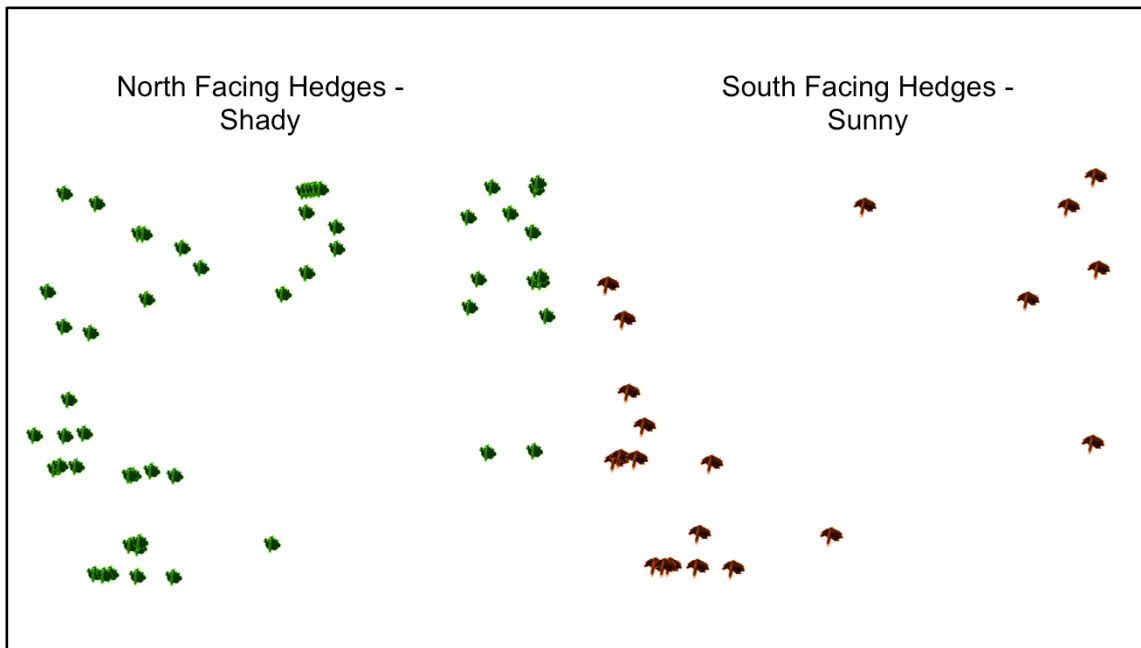 North Facing Hedges -
Shady
South Facing Hedges -
Sunny